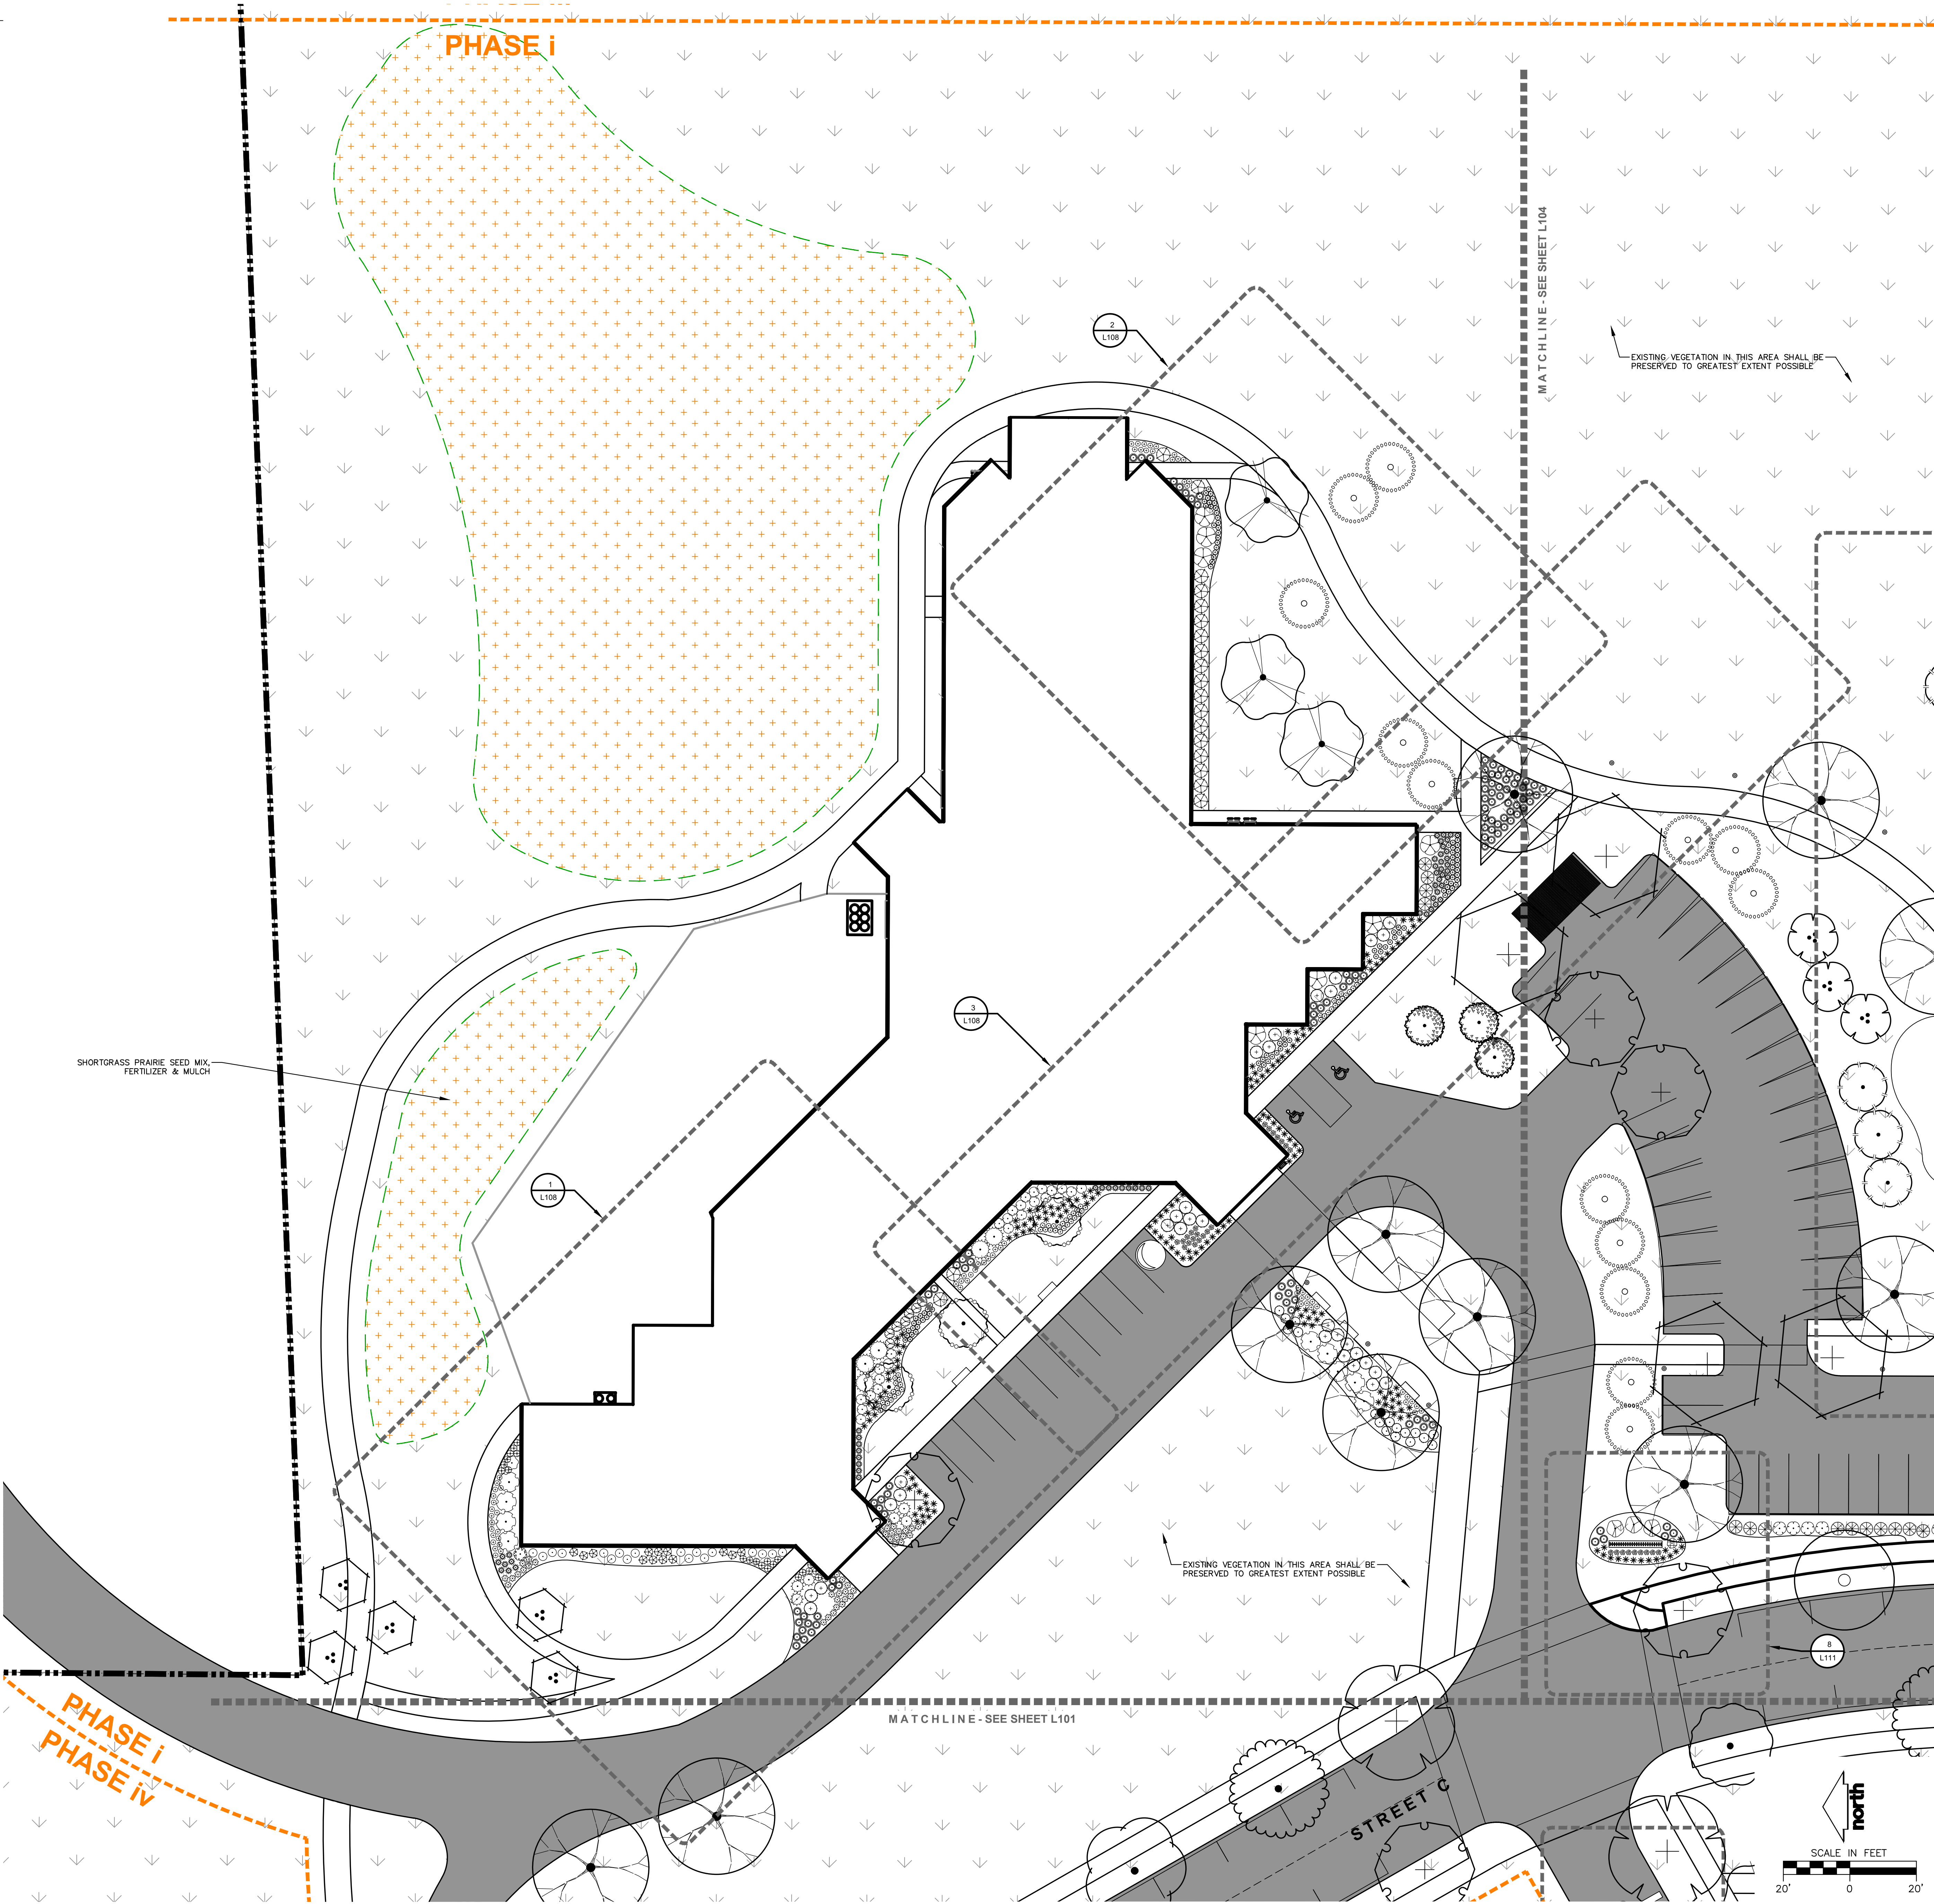 PHASE i
MATCHLINE - SEE SHEET L104
2
L108
EXISTING VEGETATION IN THIS AREA SHALL BE
PRESERVED TO GREATEST EXTENT POSSIBLE
3
L108
SHORTGRASS PRAIRIE SEED MIX,
FERTILIZER & MULCH
1
L108
EXISTING VEGETATION IN THIS AREA SHALL BE
PRESERVED TO GREATEST EXTENT POSSIBLE
8
L111
MATCHLINE - SEE SHEET L101
PHASE i
PHASE iv
STREET C
north
SCALE IN FEET
20' 0 20'